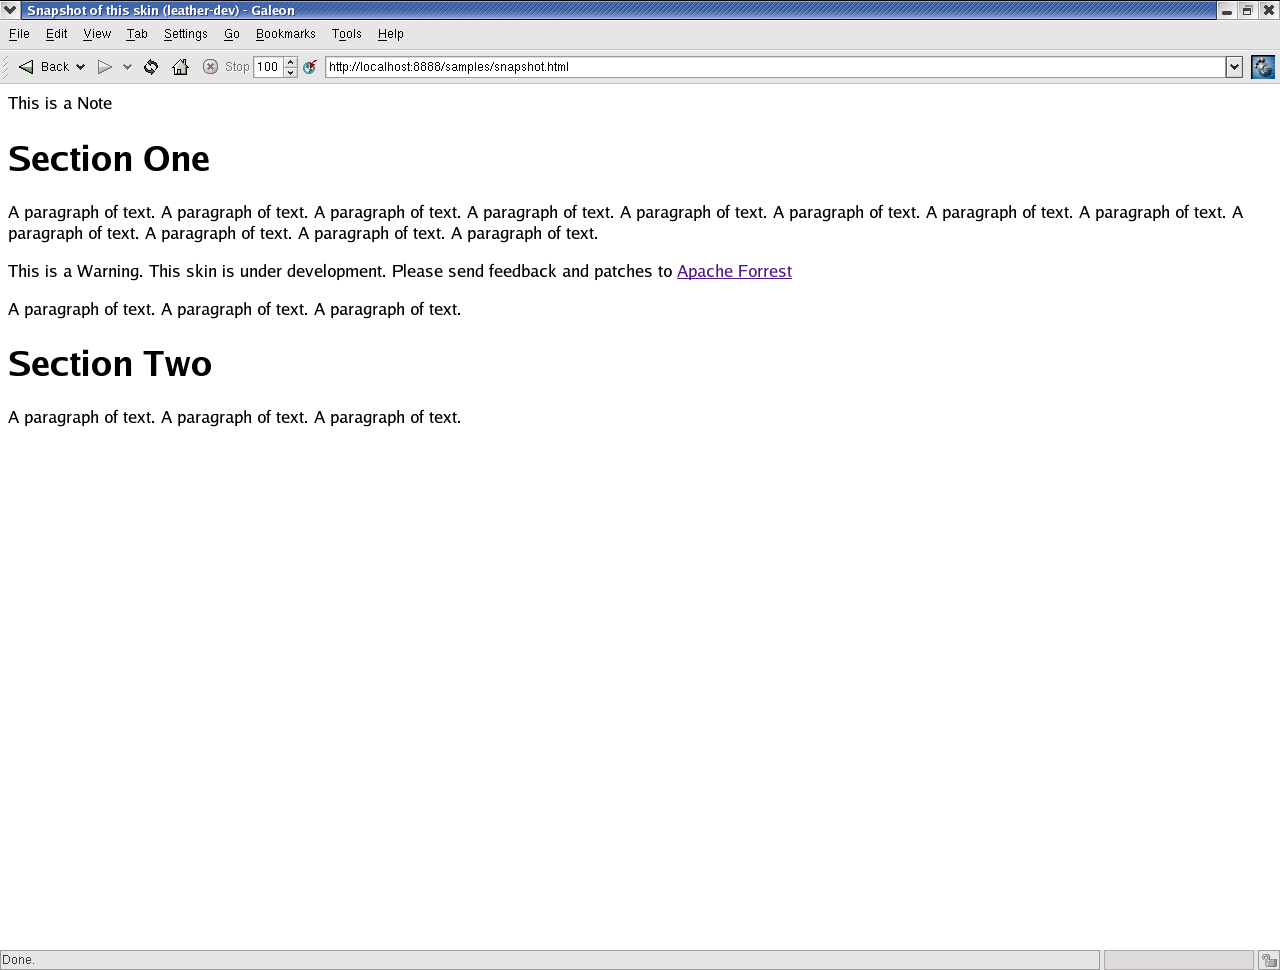 Snapshot of this skin (leather-dev) - Galeon
File Edit View Tab Settings Go Bookmarks Tools Help
Back Stop 100 http://localhost:8888/samples/snapshot.html
This is a Note
Section One
A paragraph of text. A paragraph of text. A paragraph of text. A paragraph of text. A paragraph of text. A paragraph of text. A paragraph of text. A paragraph of text. A
paragraph of text. A paragraph of text. A paragraph of text. A paragraph of text.
This is a Warning. This skin is under development. Please send feedback and patches to Apache Forrest
A paragraph of text. A paragraph of text. A paragraph of text.
Section Two
A paragraph of text. A paragraph of text. A paragraph of text.
Done.